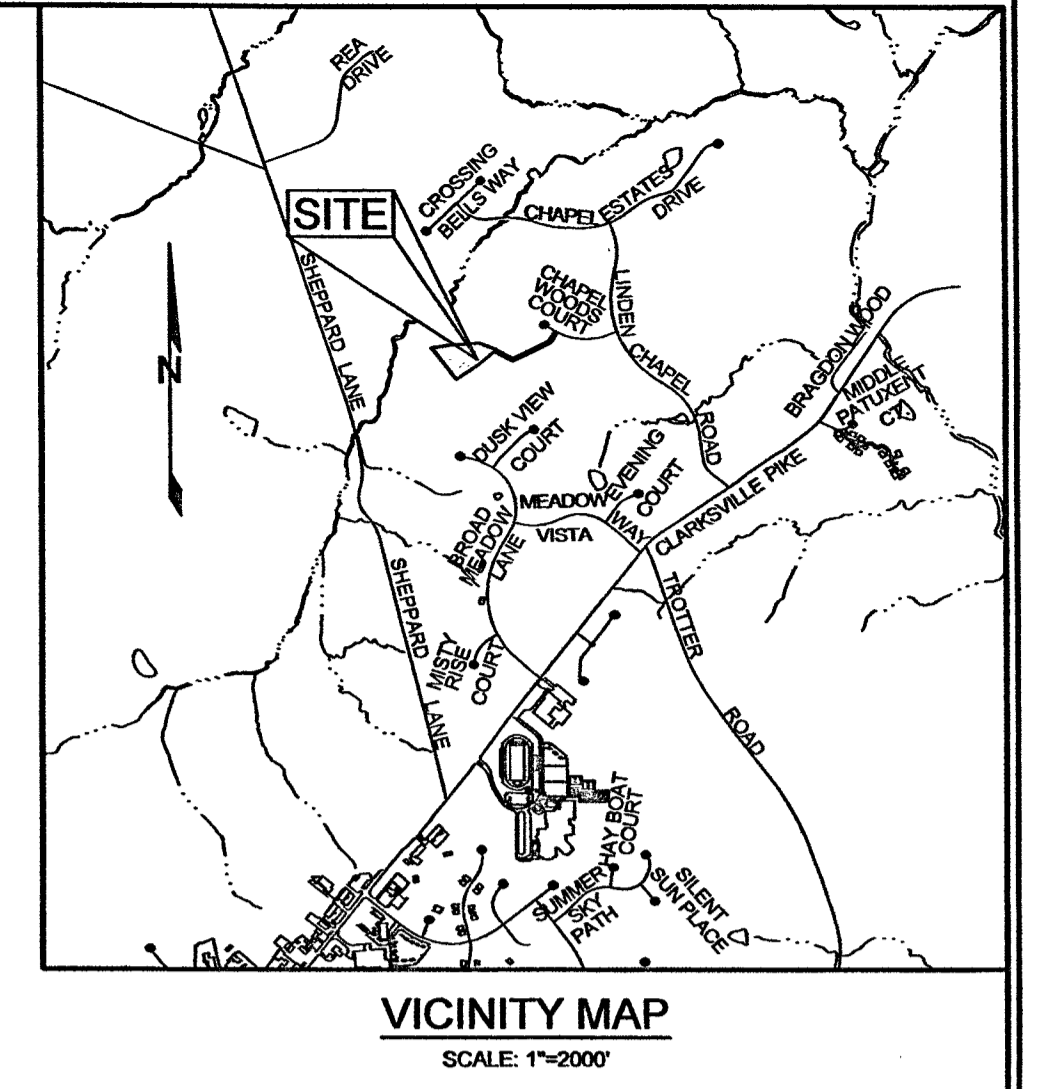 REA
DRIVE
CROSSING
BELLS WAY
SITE
CHAPEL ESTATES
DRIVE
SHEPPARD LANE
CHAPEL
WOODS
COURT
LINDEN
CHAPEL
ROAD
BRAGDON WOOD
MIDDLE
PATUXENT
CT.
N
DUSK VIEW
COURT
EVENING
COURT
MEADOW
VISTA
WAY
CLARKSVILLE PIKE
BROAD
MEADOW
LANE
SHEPPARD
LANE
TROTTER
ROAD
MISTY
RISE
COURT
HAY BOAT
COURT
SUMMER
SKY
PATH
SILENT
SUN PLACE
VICINITY MAP
SCALE: 1"=2000'